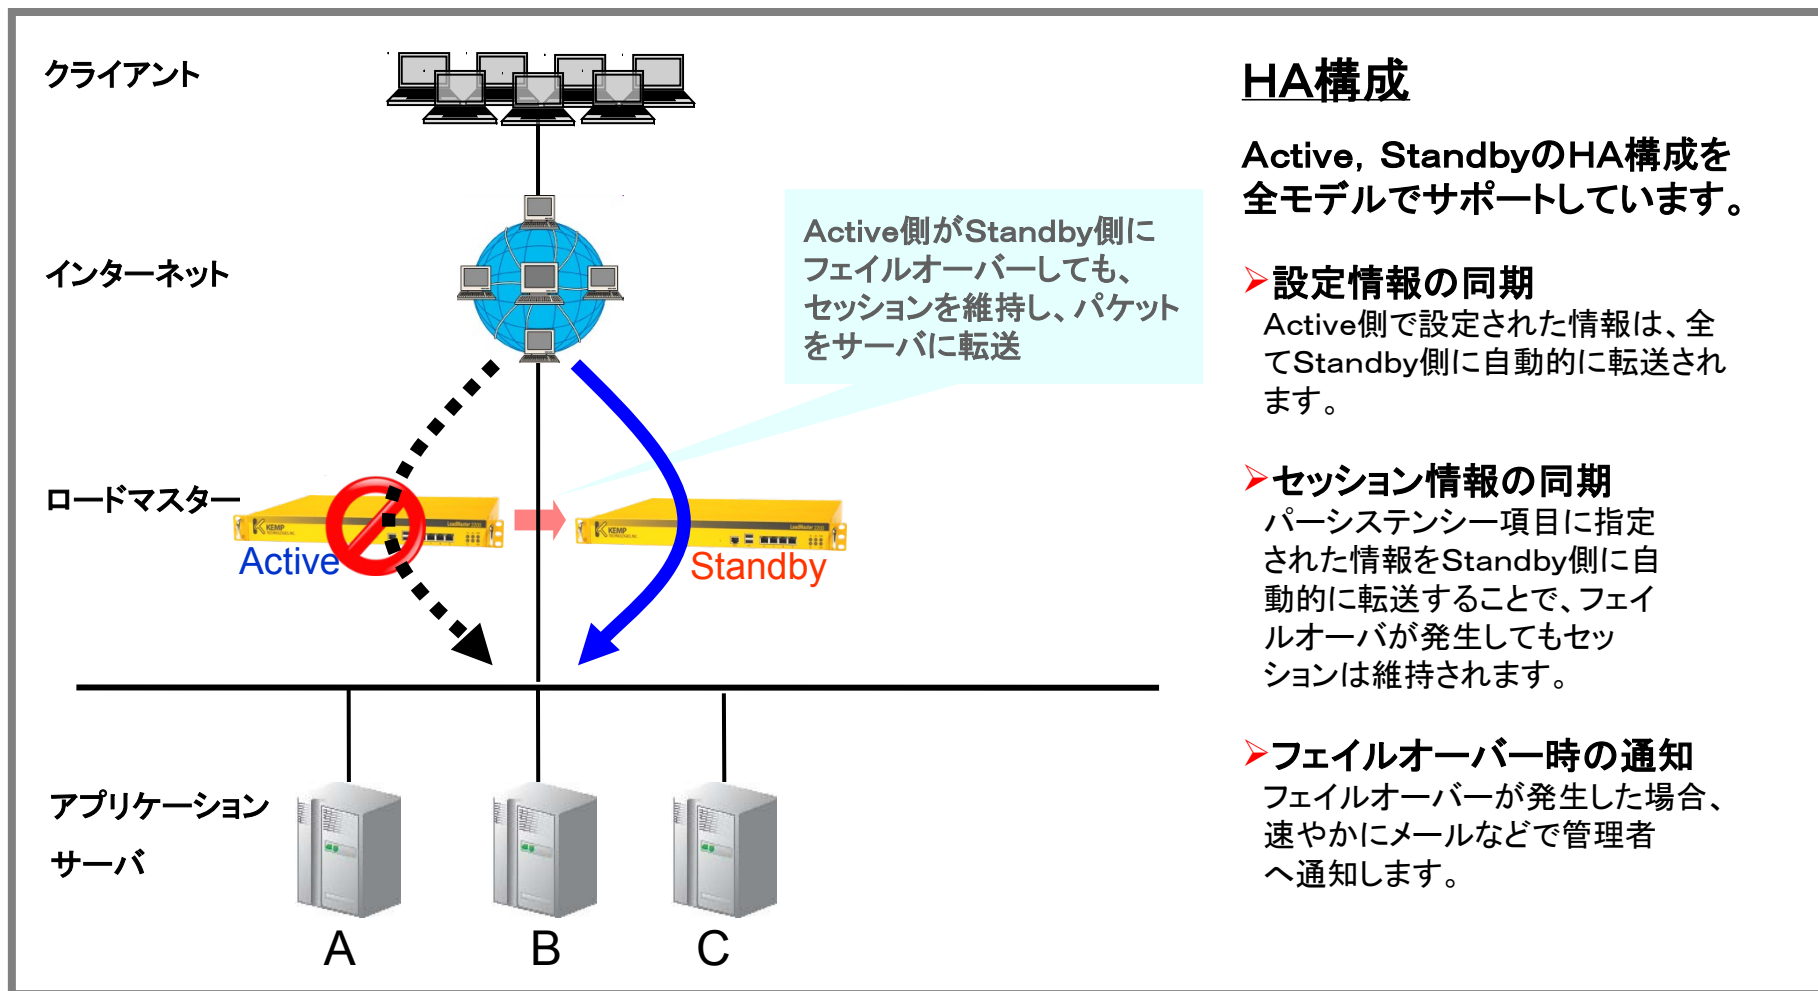 クライアント
インターネット
Active側がStandby側に
フェイルオーバーしても、
セッションを維持し、パケット
をサーバに転送
ロードマスター
KEMP
LoadMaster 2200
KEMP
LoadMaster 2200
Active
Standby
アプリケーション
サーバ
A
B
C
HA構成
Active, StandbyのHA構成を
全モデルでサポートしています。
➢設定情報の同期
Active側で設定された情報は、全
てStandby側に自動的に転送され
ます。
➢セッション情報の同期
パーシステンシー項目に指定
された情報をStandby側に自
動的に転送することで、フェイ
ルオーバが発生してもセッ
ションは維持されます。
➢フェイルオーバー時の通知
フェイルオーバーが発生した場合、
速やかにメールなどで管理者
へ通知します。